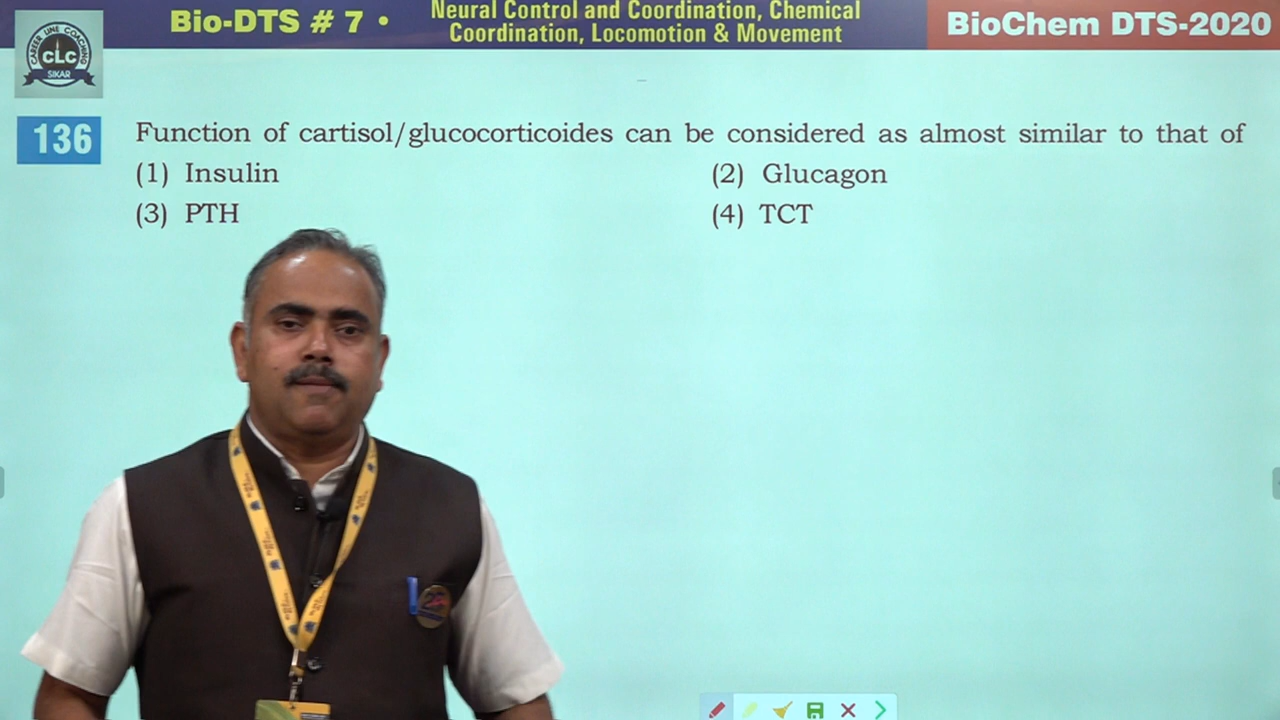 Bio-DTS # 7 •
Neural Control and Coordination, Chemical
Coordination, Locomotion & Movement
BioChem DTS-2020
CAREER LINE COACHING
CLC
SIKAR
136
Function of cartisol/glucocorticoides can be considered as almost similar to that of
(1) Insulin
(2) Glucagon
(3) PTH
(4) TCT